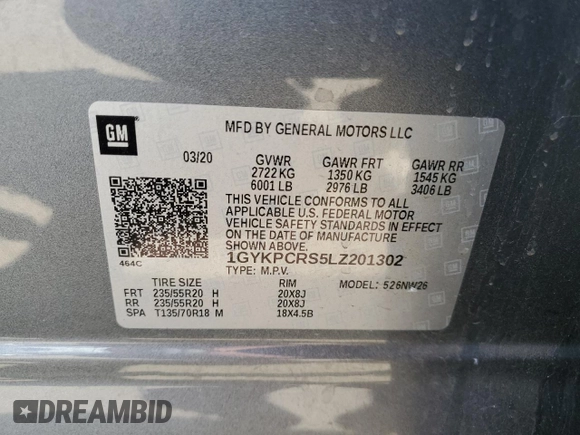 GM
MFD BY GENERAL MOTORS LLC
03/20 GVWR GAWR FRT GAWR RR
2722 KG 1350 KG 1545 KG
6001 LB 2976 LB 3406 LB
THIS VEHICLE CONFORMS TO ALL
APPLICABLE U.S. FEDERAL MOTOR
VEHICLE SAFETY STANDARDS IN EFFECT
ON THE DATE OF MANUFACTURE
SHOWN ABOVE.
464C 1GYKPCRS5LZ201302
TYPE: M.P.V. MODEL: 526NW26
TIRE SIZE RIM
FRT 235/55R20 H 20X8J
RR 235/55R20 H 20X8J
SPA T135/70R18 M 18X4.5B
DREAMBID